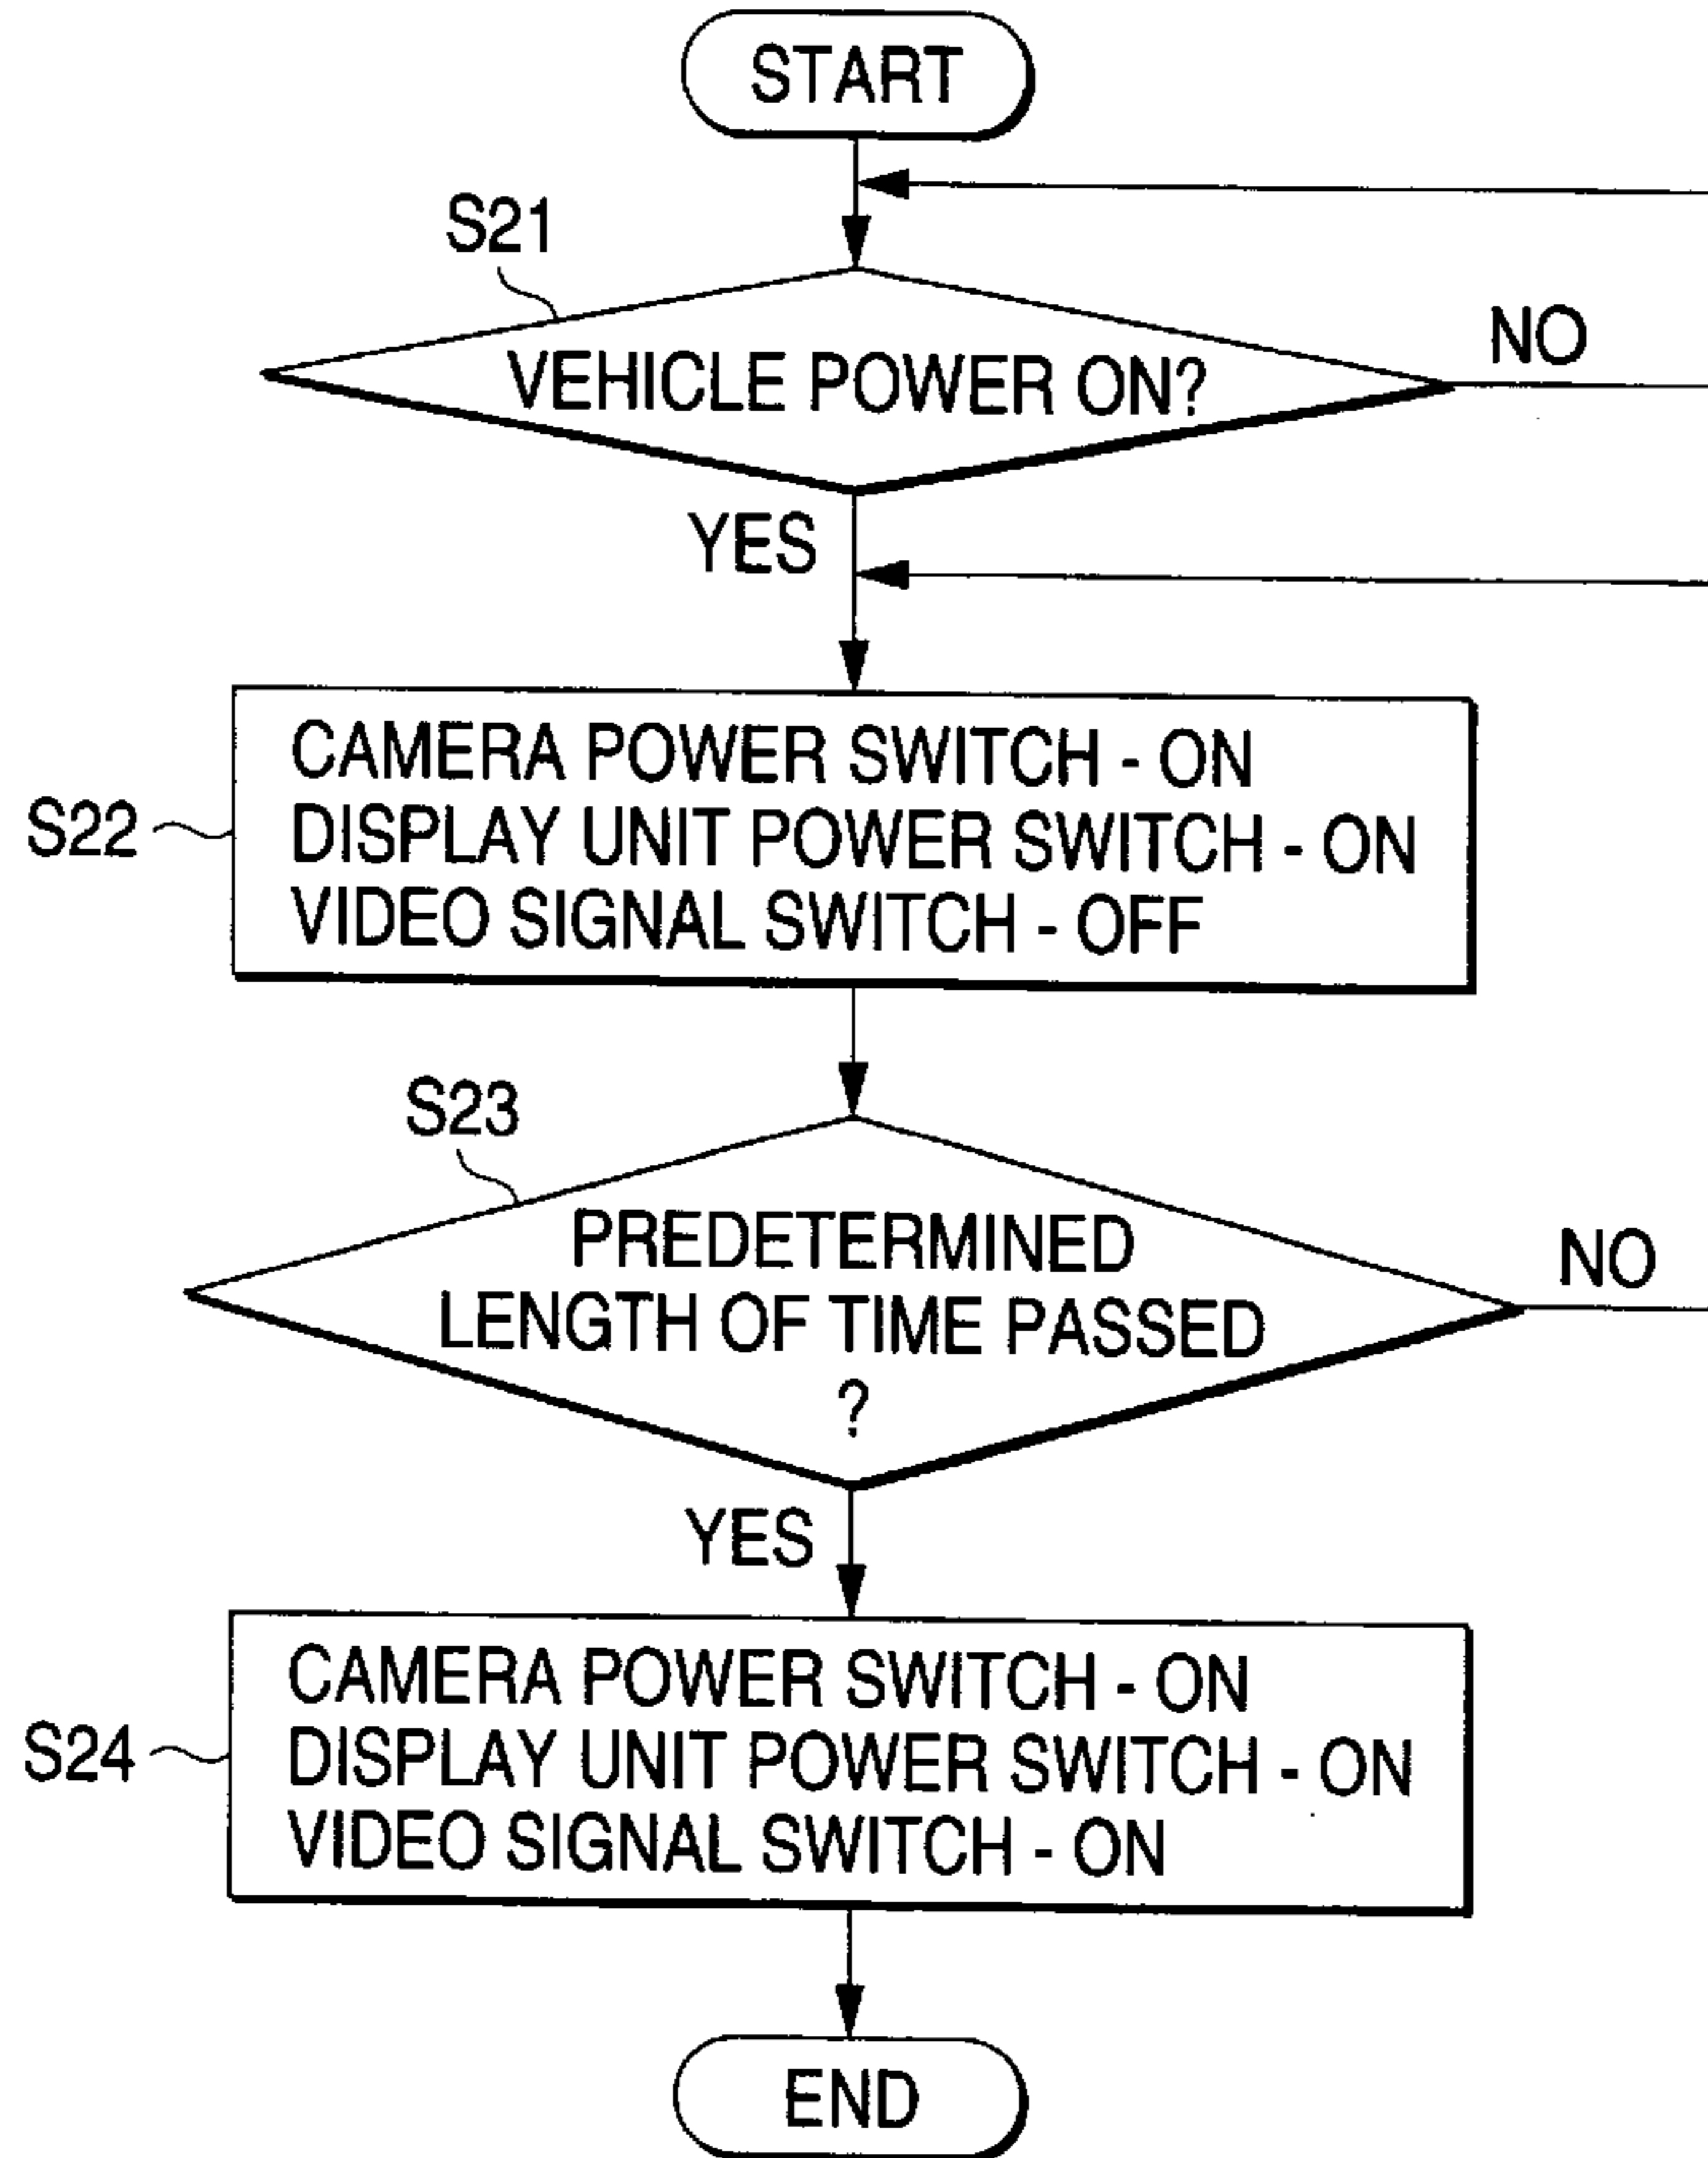 START
S21
VEHICLE POWER ON?
NO
YES
S22
CAMERA POWER SWITCH - ON
DISPLAY UNIT POWER SWITCH - ON
VIDEO SIGNAL SWITCH - OFF
S23
PREDETERMINED
LENGTH OF TIME PASSED
?
NO
YES
S24
CAMERA POWER SWITCH - ON
DISPLAY UNIT POWER SWITCH - ON
VIDEO SIGNAL SWITCH - ON
END